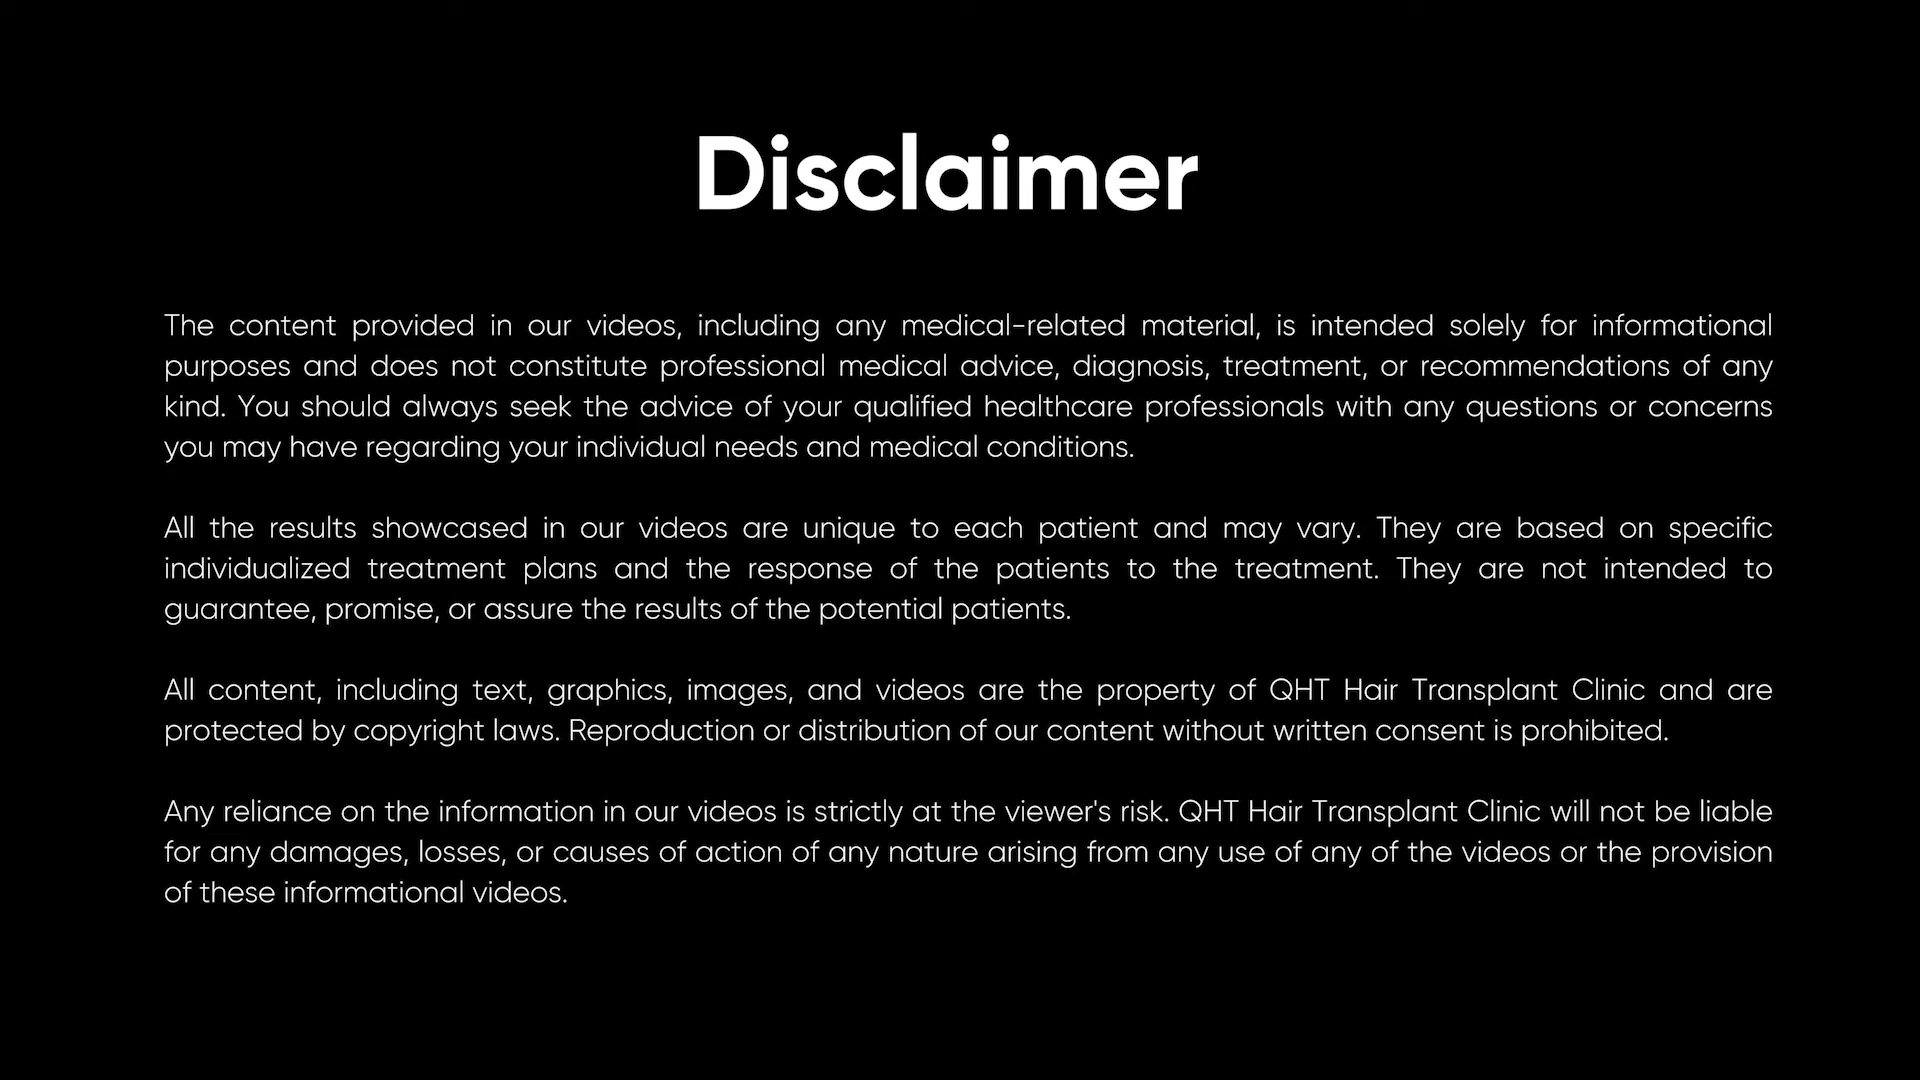 Disclaimer
The content provided in our videos, including any medical-related material, is intended solely for informational
purposes and does not constitute professional medical advice, diagnosis, treatment, or recommendations of any
kind. You should always seek the advice of your qualified healthcare professionals with any questions or concerns
you may have regarding your individual needs and medical conditions.
All the results showcased in our videos are unique to each patient and may vary. They are based on specific
individualized treatment plans and the response of the patients to the treatment. They are not intended to
guarantee, promise, or assure the results of the potential patients.
All content, including text, graphics, images, and videos are the property of QHT Hair Transplant Clinic and are
protected by copyright laws. Reproduction or distribution of our content without written consent is prohibited.
Any reliance on the information in our videos is strictly at the viewer's risk. QHT Hair Transplant Clinic will not be liable
for any damages, losses, or causes of action of any nature arising from any use of any of the videos or the provision
of these informational videos.